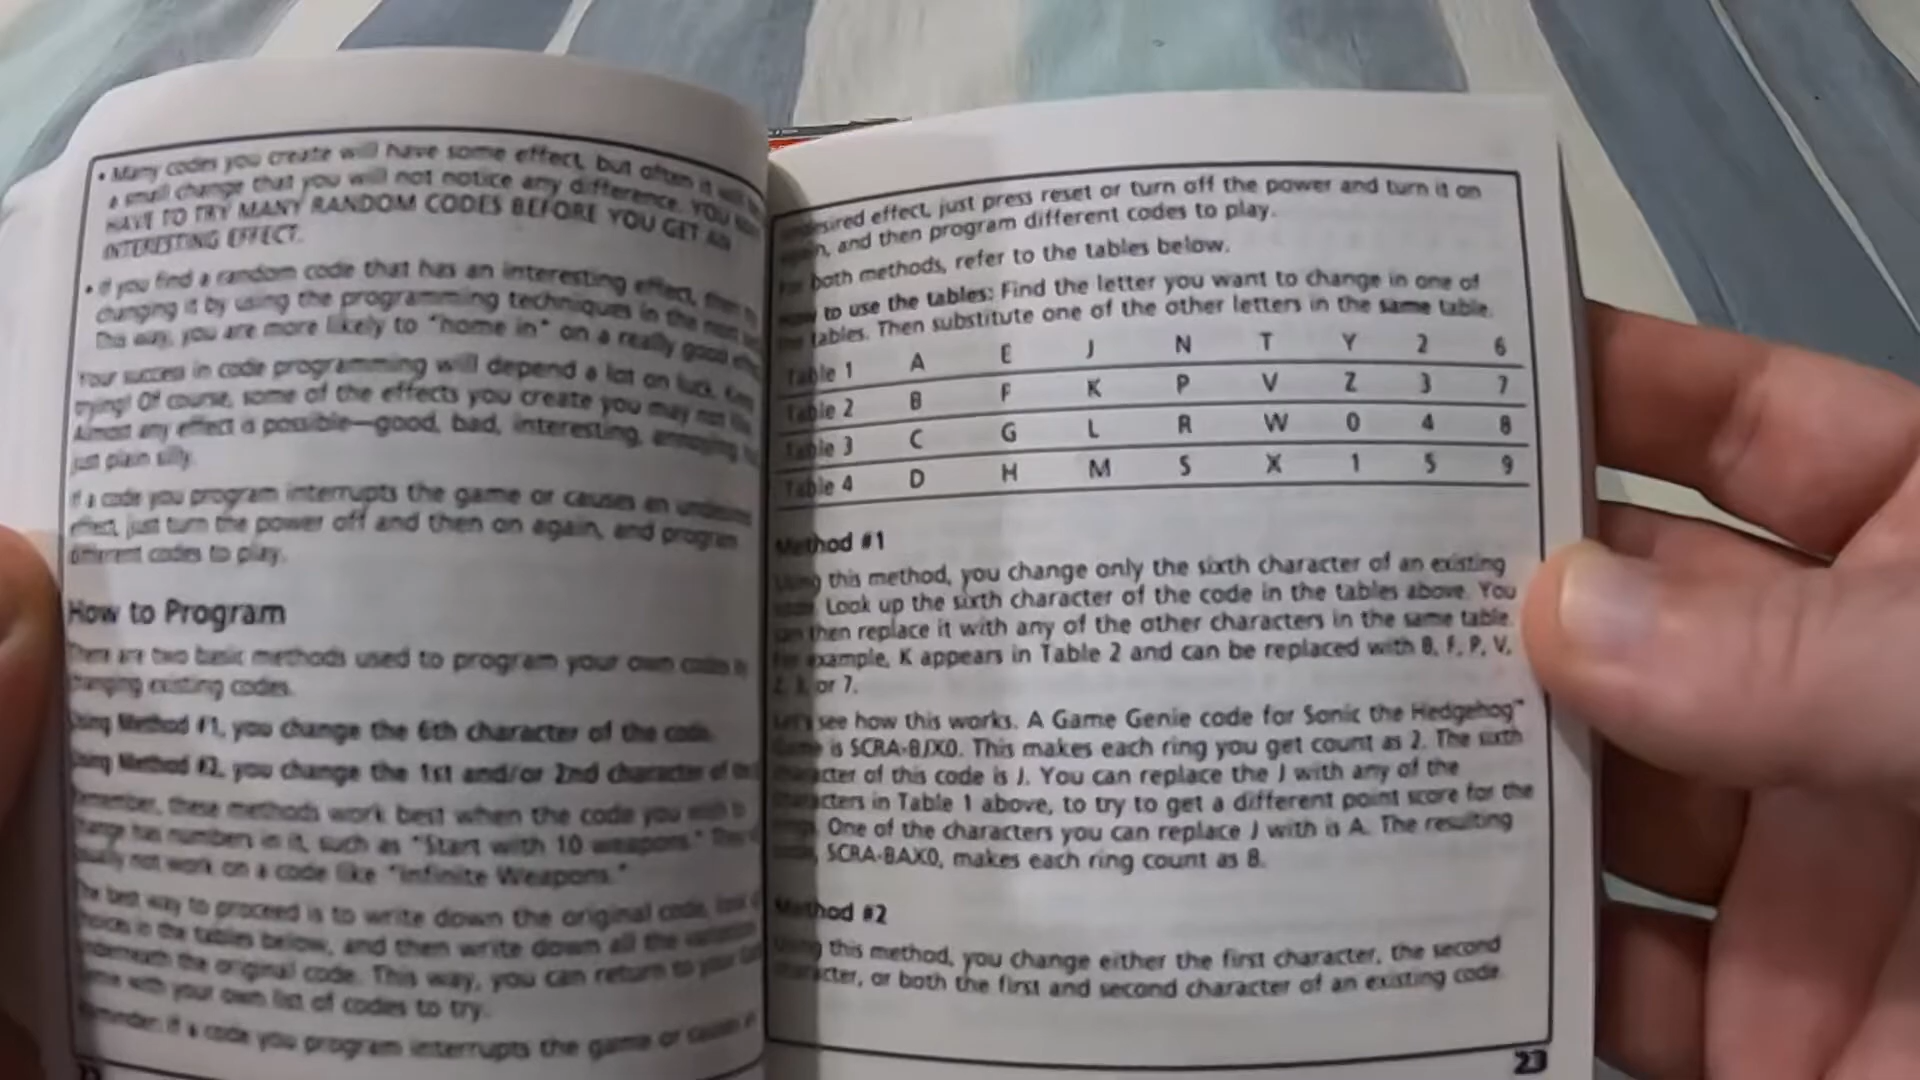 • Many codes you create will have some effect, but often it will
a small change that you will not notice any difference. YOU
HAVE TO TRY MANY RANDOM CODES BEFORE YOU GET AN
INTERESTING EFFECT.
• If you find a random code that has an interesting effect, then
changing it by using the programming techniques in the next
This way, you are more likely to "home in" on a really good
Your success in code programming will depend a lot on luck. Keep
trying! Of course, some of the effects you create you may not like
Almost any effect is possible—good, bad, interesting, annoying
just plain silly.
If a code you program interrupts the game or causes an undesired
effect, just turn the power off and then on again, and program
different codes to play.
How to Program
There are two basic methods used to program your own codes by
changing existing codes.
Using Method #1, you change the 6th character of the code.
Using Method #2, you change the 1st and/or 2nd character of
Remember, these methods work best when the code you wish to
change has numbers in it, such as "Start with 10 weapons." This
usually not work on a code like "Infinite Weapons."
The best way to proceed is to write down the original code,
choices in the tables below, and then write down all the
underneath the original code. This way, you can return to your
game with your own list of codes to try.
Reminder: If a code you program interrupts the game or causes
undesired effect, just press reset or turn off the power and turn it on
again, and then program different codes to play.
For both methods, refer to the tables below.
How to use the tables: Find the letter you want to change in one of
the tables. Then substitute one of the other letters in the same table.
Table 1 A E J N T Y 2 6
Table 2 B F K P V Z 3 7
Table 3 C G L R W 0 4 8
Table 4 D H M S X 1 5 9
Method #1
Using this method, you change only the sixth character of an existing
code. Look up the sixth character of the code in the tables above. You
can then replace it with any of the other characters in the same table.
For example, K appears in Table 2 and can be replaced with B, F, P, V,
Z, 3, or 7.
Let's see how this works. A Game Genie code for Sonic the Hedgehog™
Game is SCRA-BJX0. This makes each ring you get count as 2. The sixth
character of this code is J. You can replace the J with any of the
characters in Table 1 above, to try to get a different point score for the
rings. One of the characters you can replace J with is A. The resulting
code, SCRA-BAX0, makes each ring count as 8.
Method #2
Using this method, you change either the first character, the second
character, or both the first and second character of an existing code.
23